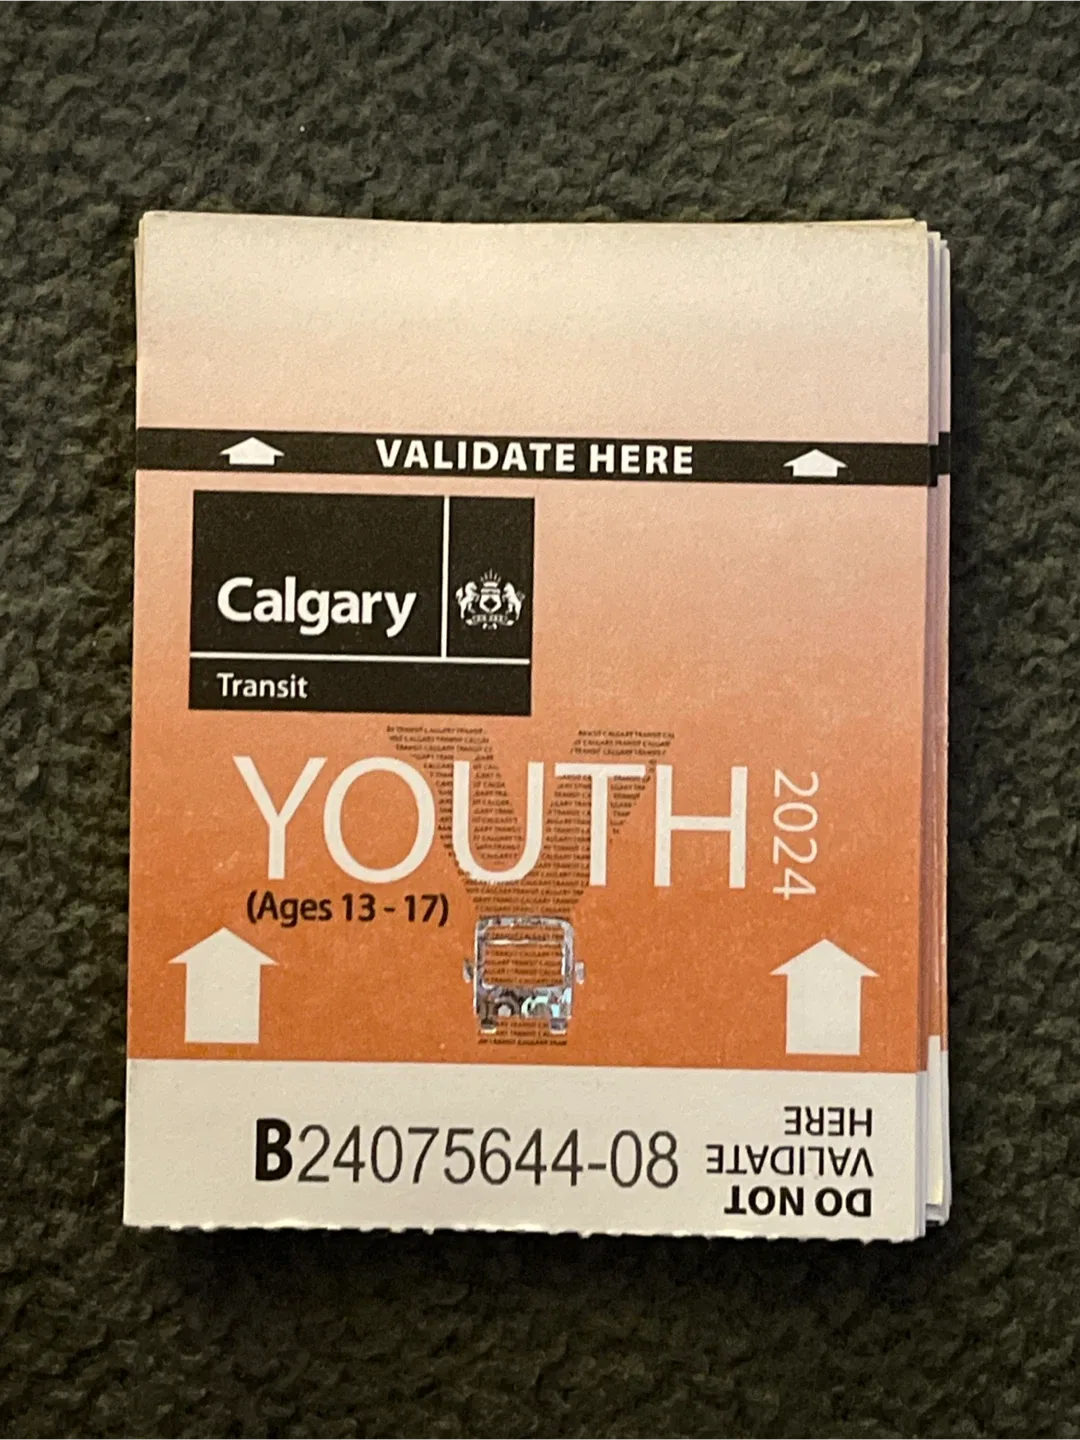 VALIDATE HERE
Calgary
Transit
YOUTH
2024
(Ages 13 - 17)
B24075644-08
DO NOT
VALIDATE
HERE